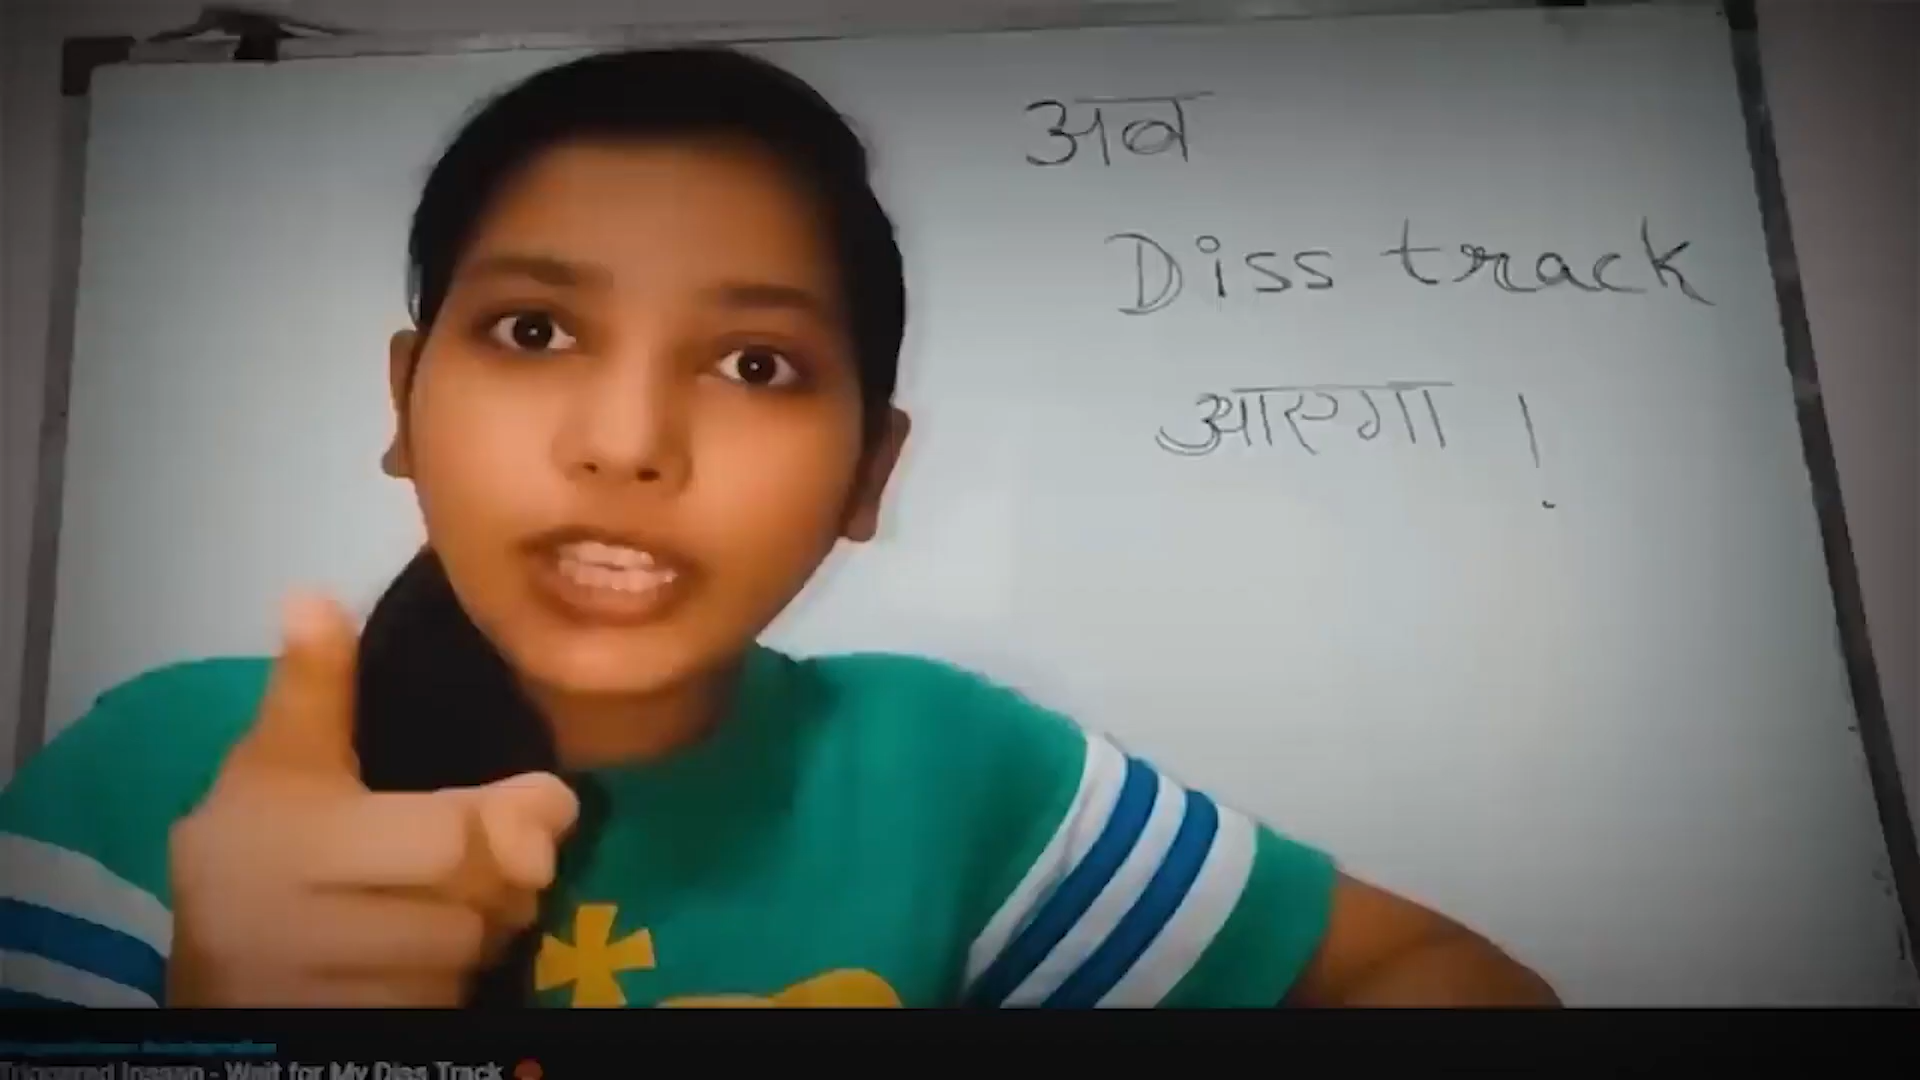 अब
Diss track
आएगा !
Triggered Insaan - Wait for My Diss Track